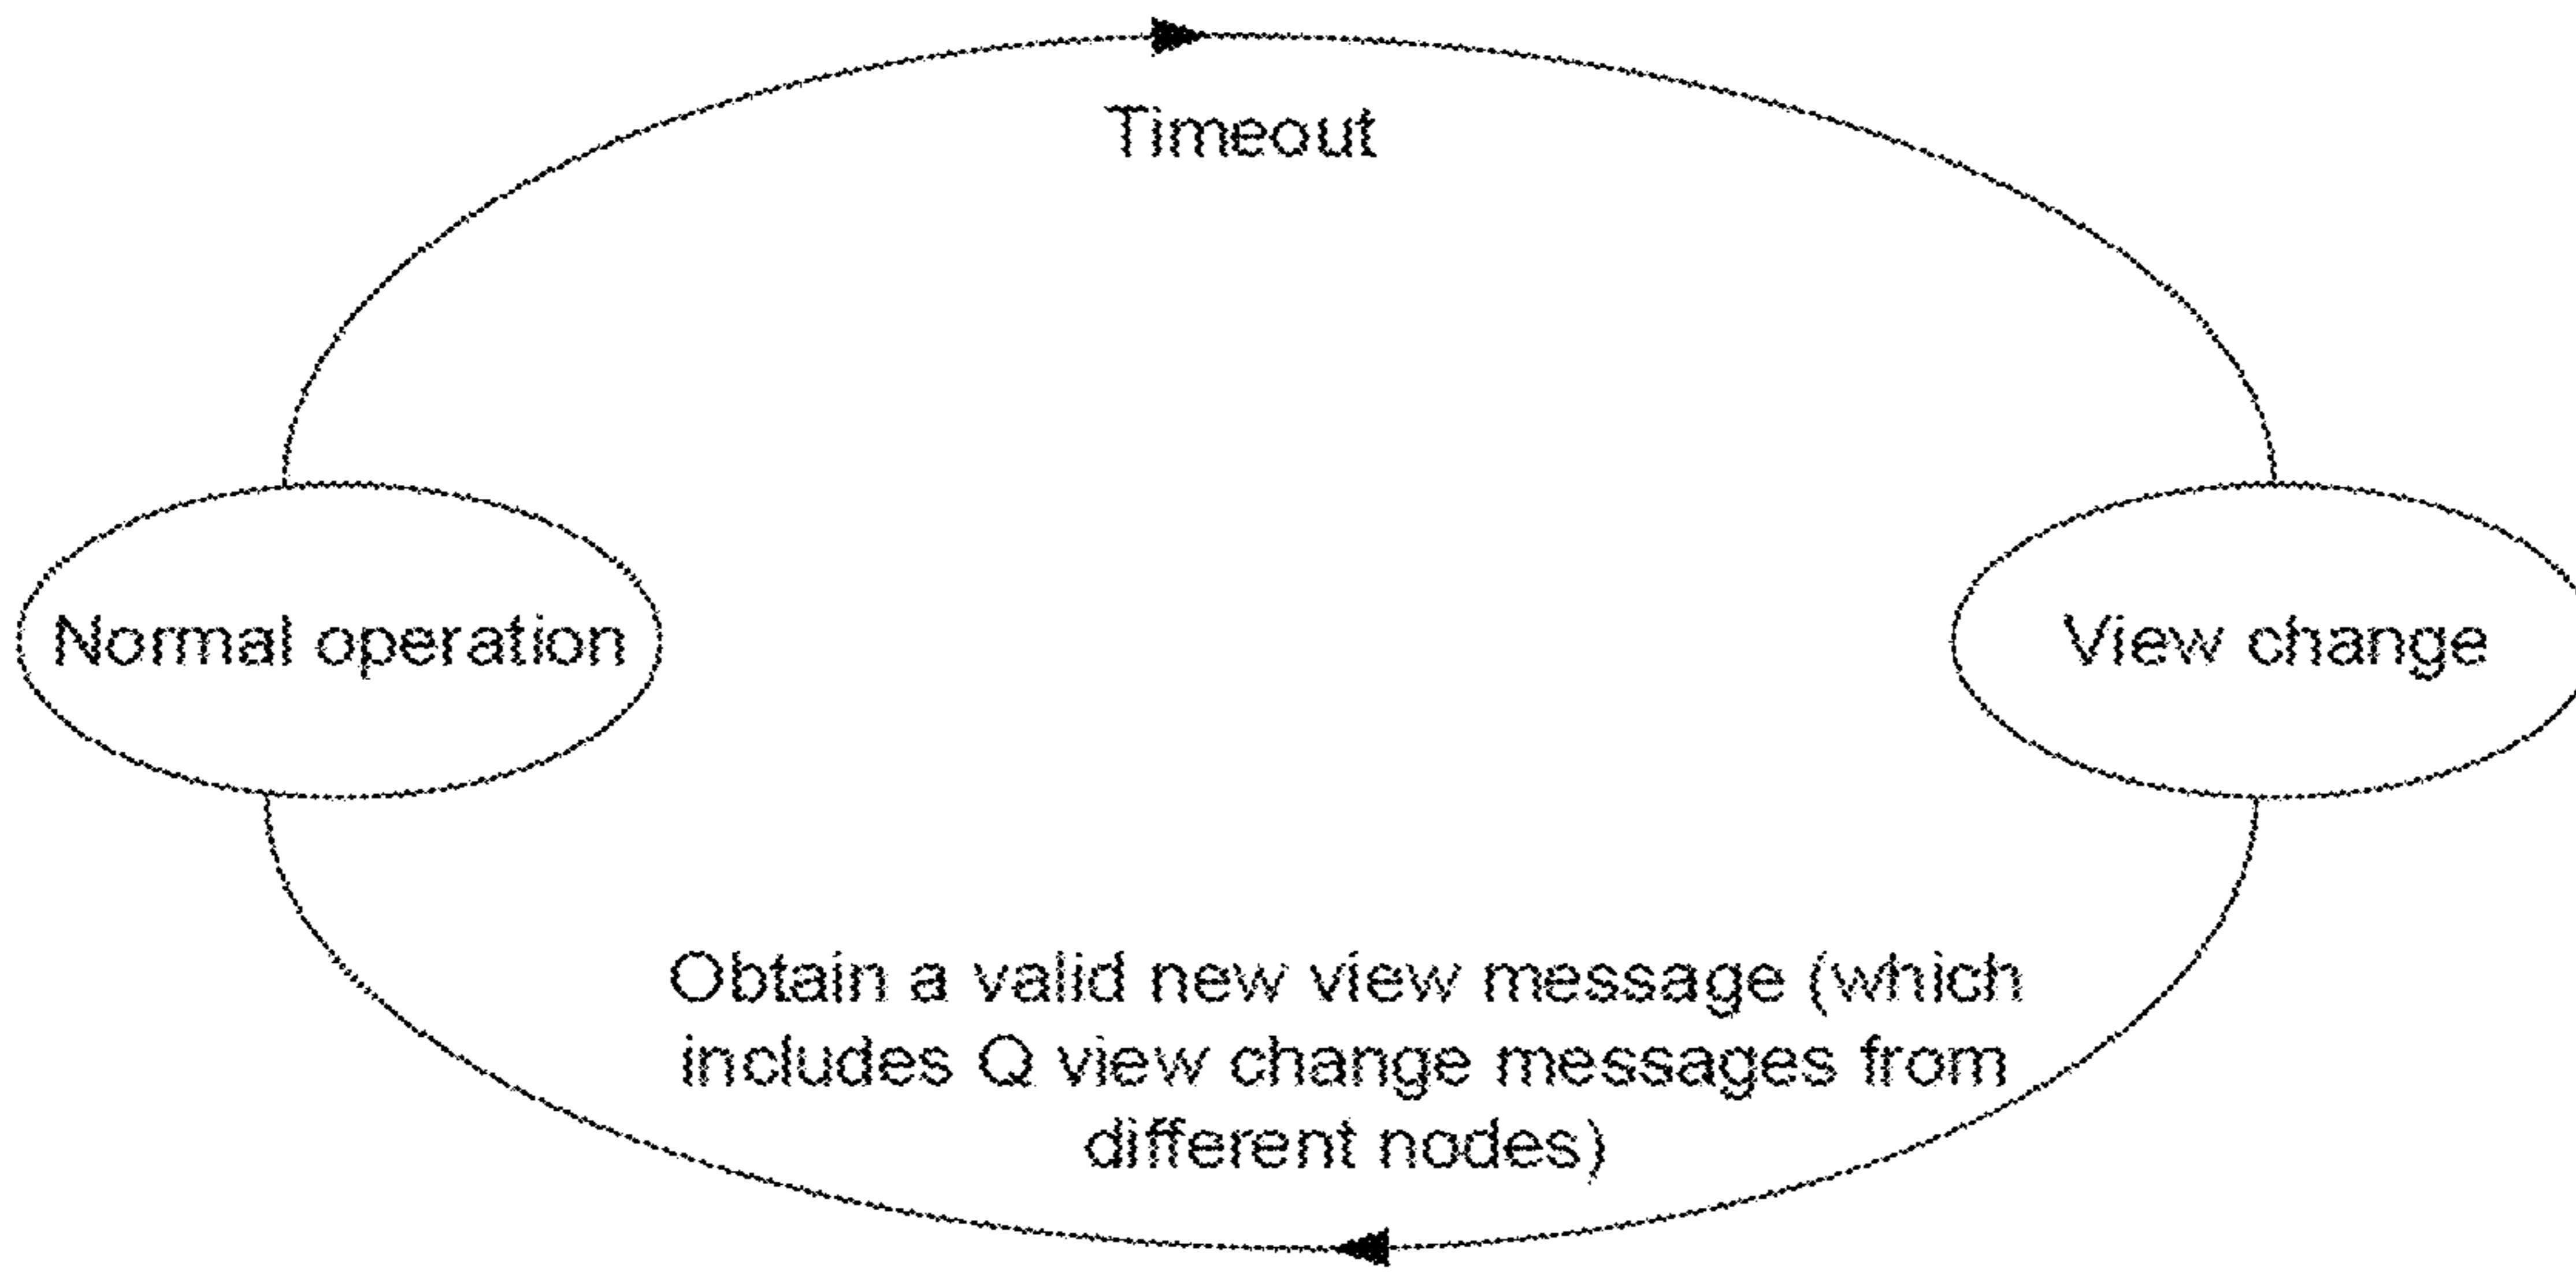 Timeout
Normal operation
View change
Obtain a valid new view message (which
includes Q view change messages from
different nodes)